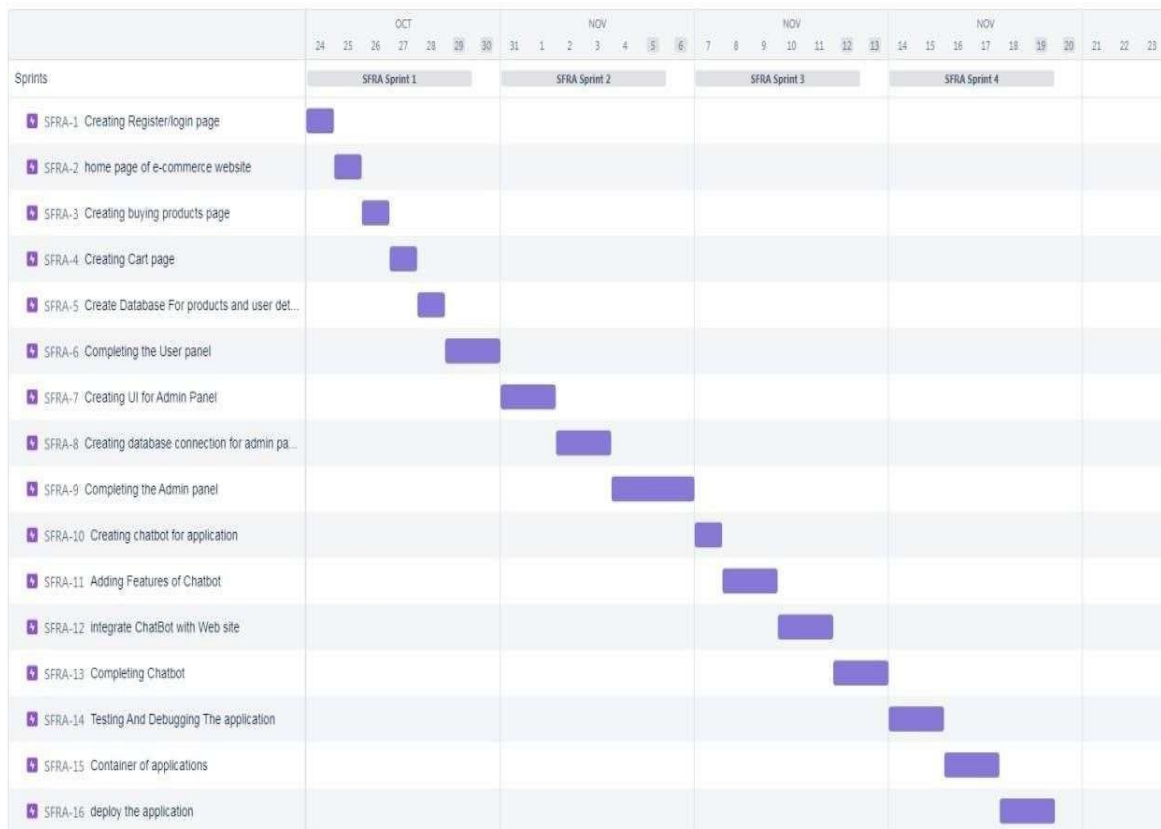 OCT NOV NOV NOV
24 25 26 27 28 29 30 31 1 2 3 4 5 6 7 8 9 10 11 12 13 14 15 16 17 18 19 20 21 22 23
Sprints SFRA Sprint 1 SFRA Sprint 2 SFRA Sprint 3 SFRA Sprint 4
SFRA-1 Creating Register/login page
SFRA-2 home page of e-commerce website
SFRA-3 Creating buying products page
SFRA-4 Creating Cart page
SFRA-5 Create Database For products and user det...
SFRA-6 Completing the User panel
SFRA-7 Creating UI for Admin Panel
SFRA-8 Creating database connection for admin pa...
SFRA-9 Completing the Admin panel
SFRA-10 Creating chatbot for application
SFRA-11 Adding Features of Chatbot
SFRA-12 integrate ChatBot with Web site
SFRA-13 Completing Chatbot
SFRA-14 Testing And Debugging The application
SFRA-15 Container of applications
SFRA-16 deploy the application